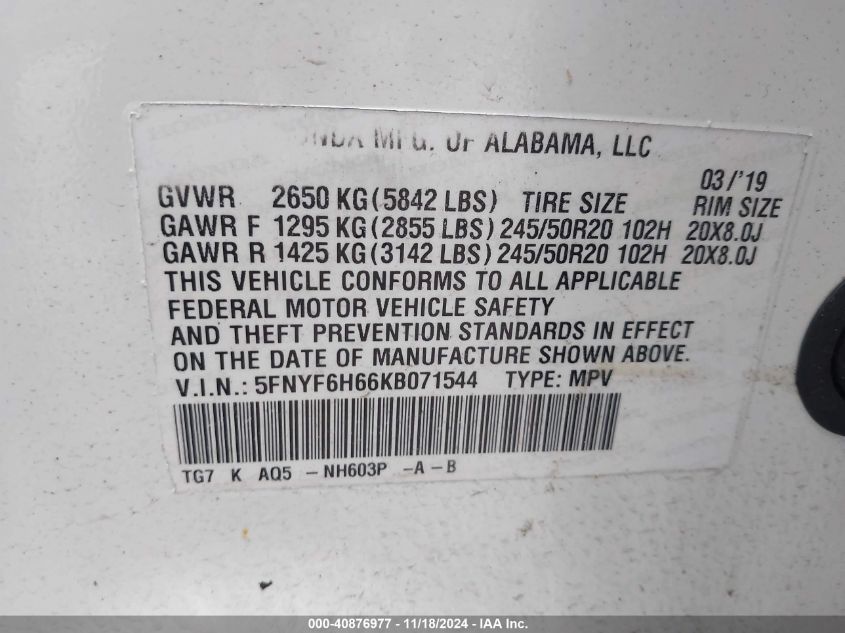 MFG. OF ALABAMA, LLC
03/'19
GVWR 2650 KG (5842 LBS) TIRE SIZE RIM SIZE
GAWR F 1295 KG (2855 LBS) 245/50R20 102H 20X8.0J
GAWR R 1425 KG (3142 LBS) 245/50R20 102H 20X8.0J
THIS VEHICLE CONFORMS TO ALL APPLICABLE
FEDERAL MOTOR VEHICLE SAFETY
AND THEFT PREVENTION STANDARDS IN EFFECT
ON THE DATE OF MANUFACTURE SHOWN ABOVE.
V.I.N.: 5FNYF6H66KB071544 TYPE: MPV
TG7 K AQ5 -NH603P -A -B
000-40876977 - 11/18/2024 - IAA Inc.